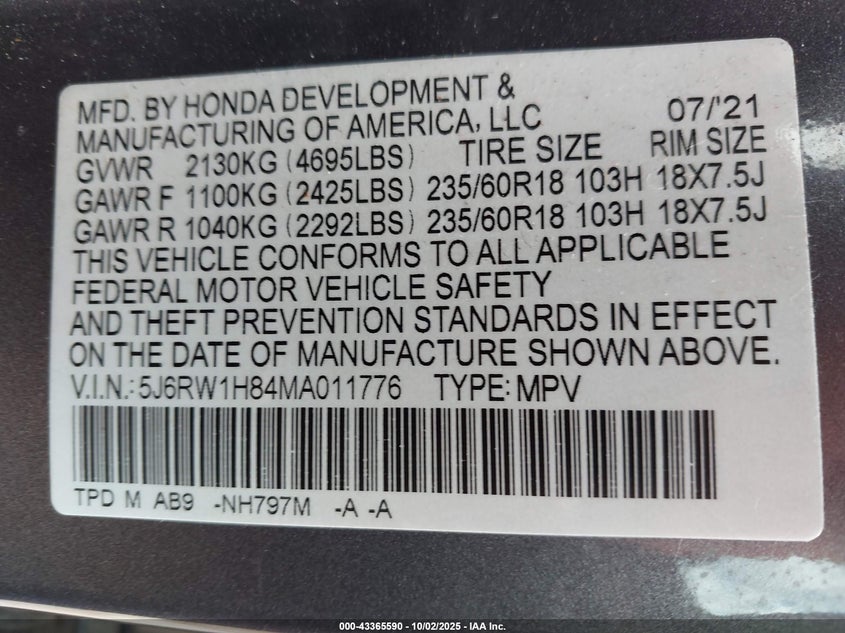 MFD. BY HONDA DEVELOPMENT & 07/'21
MANUFACTURING OF AMERICA, LLC
GVWR 2130KG (4695LBS) TIRE SIZE RIM SIZE
GAWR F 1100KG (2425LBS) 235/60R18 103H 18X7.5J
GAWR R 1040KG (2292LBS) 235/60R18 103H 18X7.5J
THIS VEHICLE CONFORMS TO ALL APPLICABLE
FEDERAL MOTOR VEHICLE SAFETY
AND THEFT PREVENTION STANDARDS IN EFFECT
ON THE DATE OF MANUFACTURE SHOWN ABOVE.
V.I.N.: 5J6RW1H84MA011776 TYPE: MPV
TPD M AB9 -NH797M -A -A
000-43365590 - 10/02/2025 - IAA Inc.